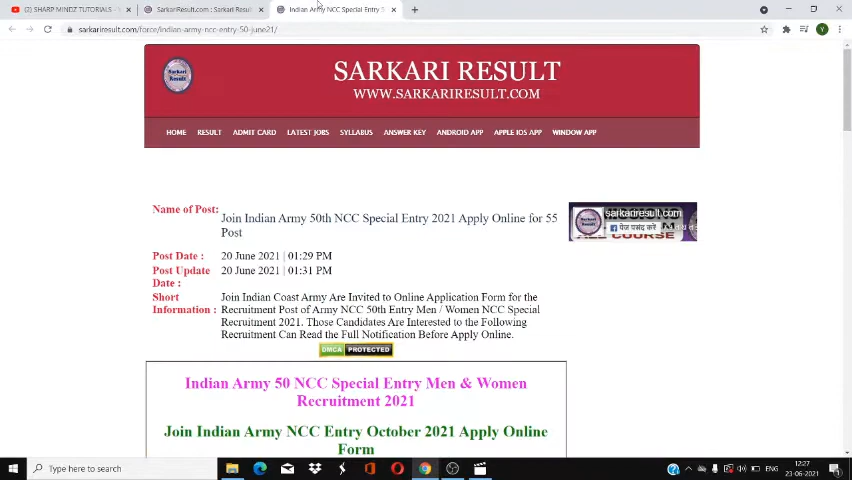 (2) SHARP MINDZ TUTORIALS - Y
SarkariResult.com : Sarkari Resul
Indian Army NCC Special Entry 5
sarkariresult.com/force/indian-army-ncc-entry-50-june21/
Y
Sarkari
Result
SARKARI RESULT
WWW.SARKARIRESULT.COM
HOME RESULT ADMIT CARD LATEST JOBS SYLLABUS ANSWER KEY ANDROID APP APPLE IOS APP WINDOW APP
Name of Post:
Join Indian Army 50th NCC Special Entry 2021 Apply Online for 55
Post
sarkariresult.com
पेज पसंद करें
ALL COURSE
Post Date : 20 June 2021 | 01:29 PM
Post Update 20 June 2021 | 01:31 PM
Date :
Short Join Indian Coast Army Are Invited to Online Application Form for the
Information : Recruitment Post of Army NCC 50th Entry Men / Women NCC Special
Recruitment 2021. Those Candidates Are Interested to the Following
Recruitment Can Read the Full Notification Before Apply Online.
DMCA PROTECTED
Indian Army 50 NCC Special Entry Men & Women
Recruitment 2021
Join Indian Army NCC Entry October 2021 Apply Online
Form
Type here to search
ENG
12:27
23-06-2021